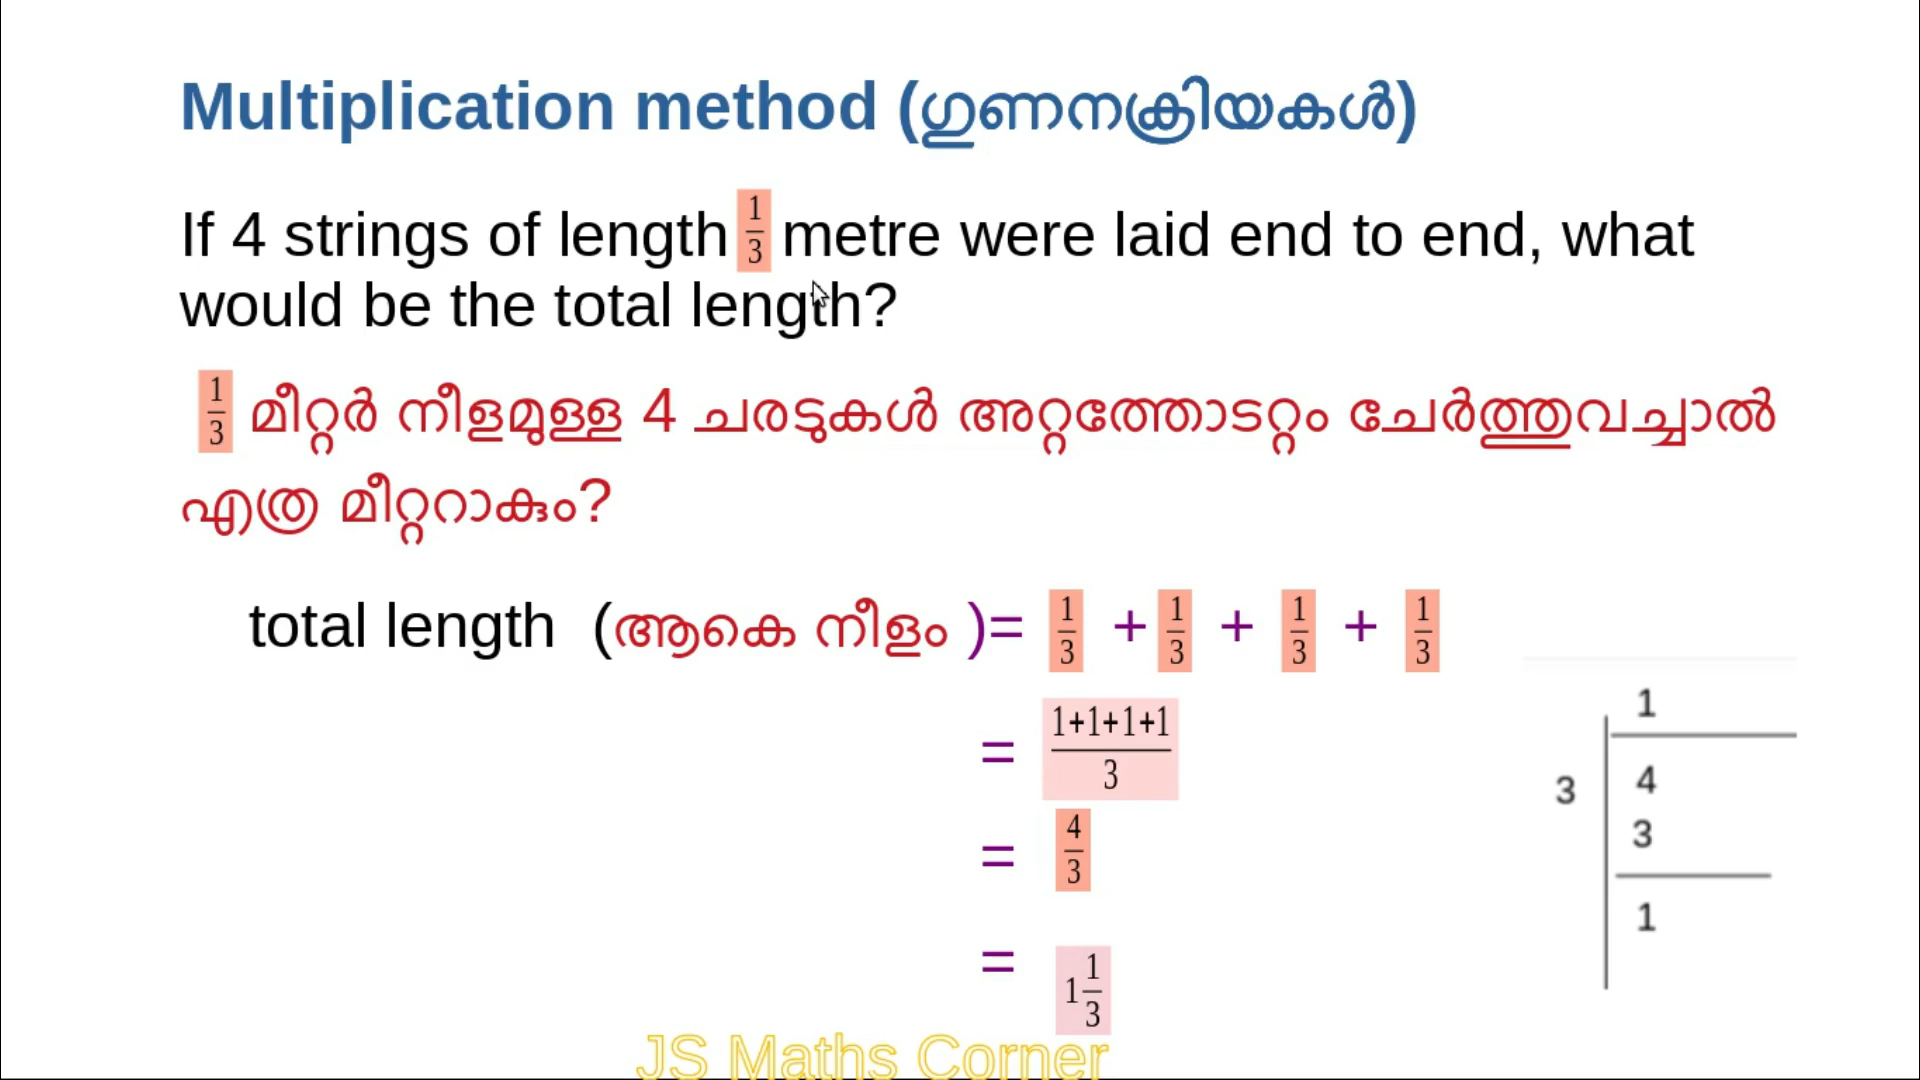 Multiplication method (ഗുണനക്രിയകൾ)
If 4 strings of length 1/3 metre were laid end to end, what
would be the total length?
1/3 മീറ്റർ നീളമുള്ള 4 ചരടുകൾ അറ്റത്തോടറ്റം ചേർത്തുവച്ചാൽ
എത്ര മീറ്ററാകും?
total length (ആകെ നീളം )= 1/3 + 1/3 + 1/3 + 1/3
= 1+1+1+1/3
= 4/3
= 1 1/3
1
3 4
3
1
JS Maths Corner